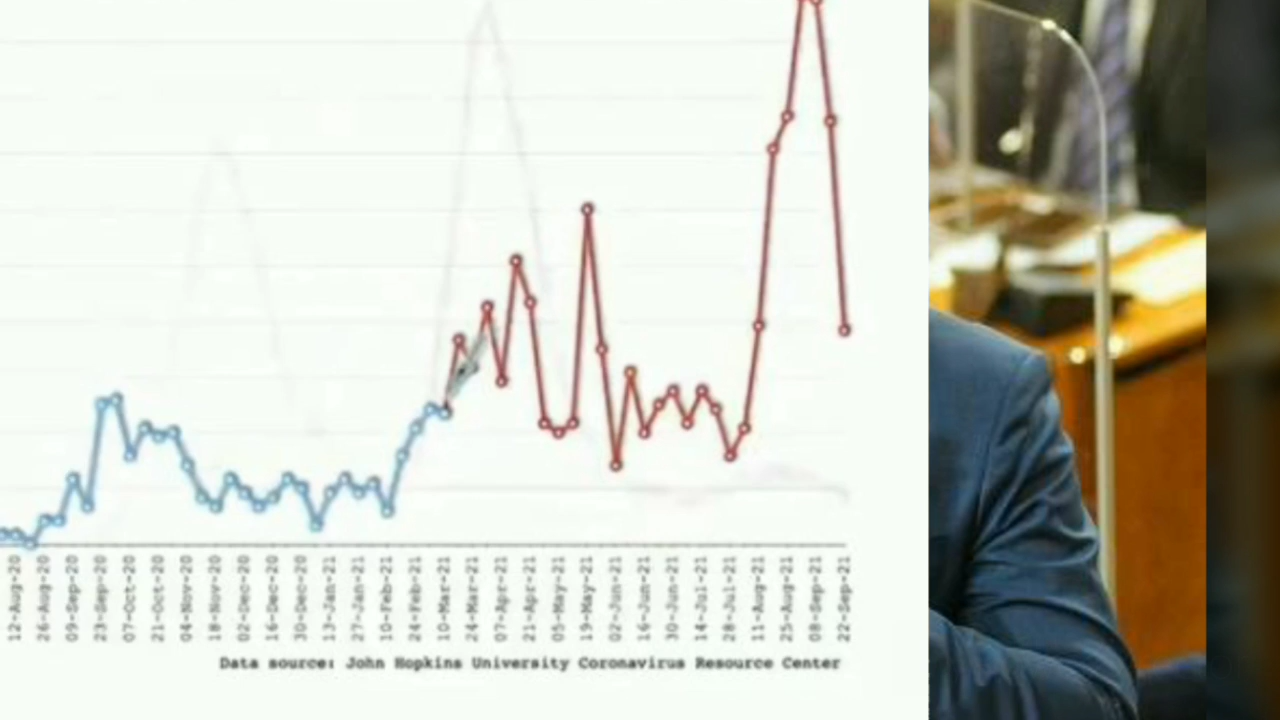 12-Aug-20
26-Aug-20
09-Sep-20
23-Sep-20
07-Oct-20
21-Oct-20
04-Nov-20
18-Nov-20
02-Dec-20
16-Dec-20
30-Dec-20
13-Jan-21
27-Jan-21
10-Feb-21
24-Feb-21
10-Mar-21
24-Mar-21
07-Apr-21
21-Apr-21
05-May-21
19-May-21
02-Jun-21
16-Jun-21
30-Jun-21
14-Jul-21
28-Jul-21
11-Aug-21
25-Aug-21
08-Sep-21
22-Sep-21
Data source: John Hopkins University Coronavirus Resource Center